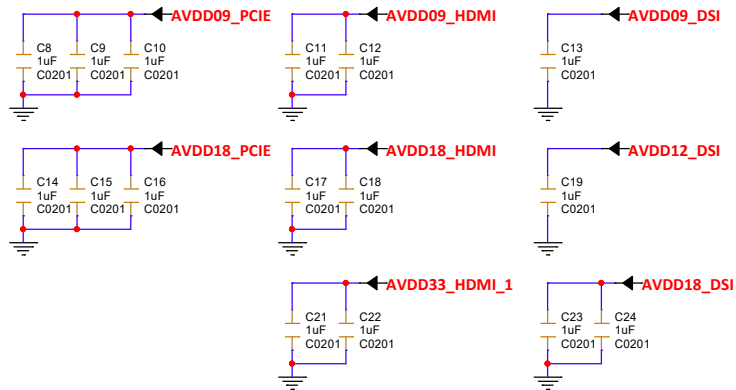 AVDD09_PCIE
C8
1uF
C0201
C9
1uF
C0201
C10
1uF
C0201
AVDD09_HDMI
C11
1uF
C0201
C12
1uF
C0201
AVDD09_DSI
C13
1uF
C0201
AVDD18_PCIE
C14
1uF
C0201
C15
1uF
C0201
C16
1uF
C0201
AVDD18_HDMI
C17
1uF
C0201
C18
1uF
C0201
AVDD12_DSI
C19
1uF
C0201
AVDD33_HDMI_1
C21
1uF
C0201
C22
1uF
C0201
AVDD18_DSI
C23
1uF
C0201
C24
1uF
C0201